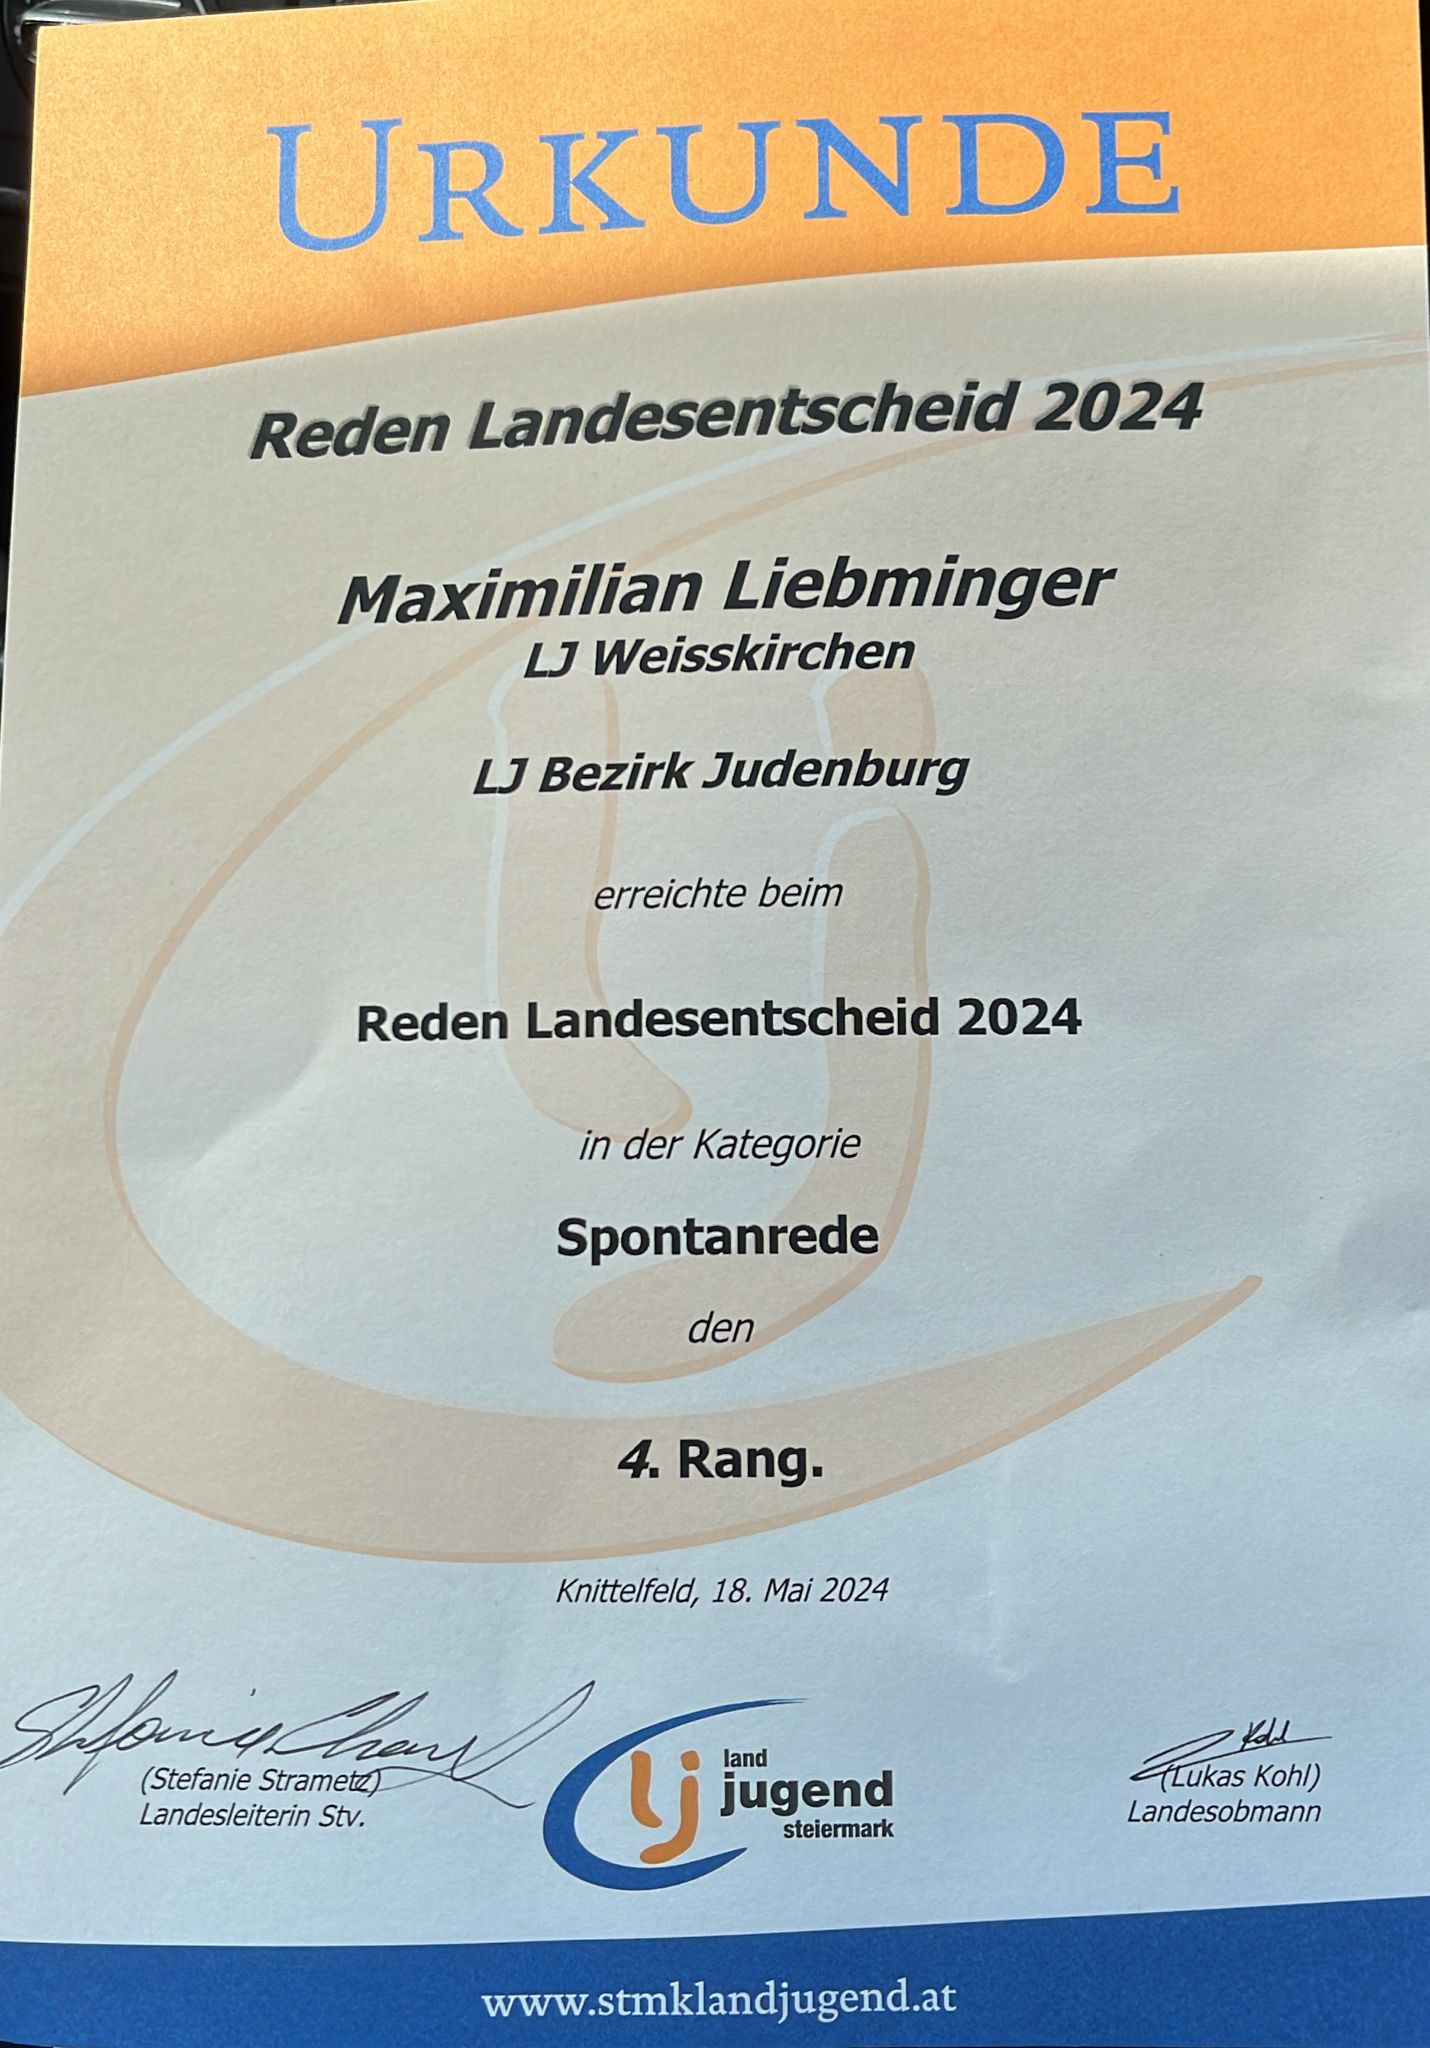 URKUNDE
Reden Landesentscheid 2024
Maximilian Liebminger
LJ Weisskirchen
LJ Bezirk Judenburg
erreichte beim
Reden Landesentscheid 2024
in der Kategorie
Spontanrede
den
4. Rang.
Knittelfeld, 18. Mai 2024
(Stefanie Strametz)
Landesleiterin Stv.
lj
land
jugend
steiermark
Kohl
(Lukas Kohl)
Landesobmann
www.stmklandjugend.at